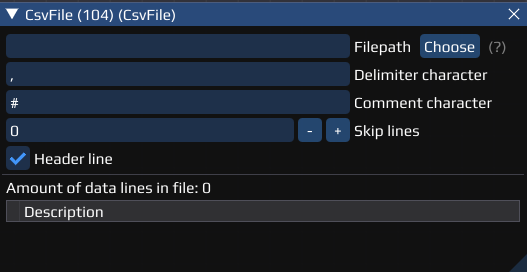 CsvFile (104) (CsvFile)
Filepath Choose (?)
, Delimiter character
# Comment character
0 - + Skip lines
Header line
Amount of data lines in file: 0
Description